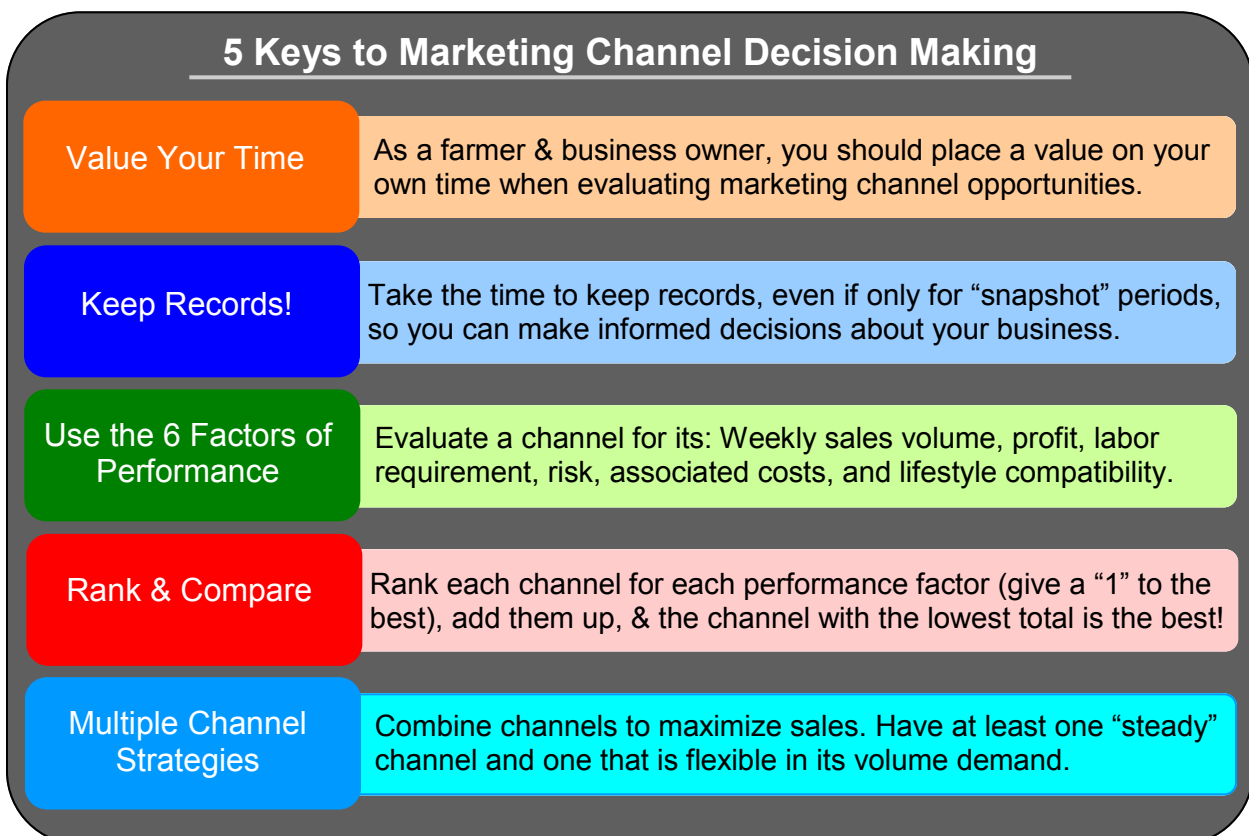 5 Keys to Marketing Channel Decision Making
Value Your Time
As a farmer & business owner, you should place a value on your
own time when evaluating marketing channel opportunities.
Keep Records!
Take the time to keep records, even if only for “snapshot” periods,
so you can make informed decisions about your business.
Use the 6 Factors of
Performance
Evaluate a channel for its: Weekly sales volume, profit, labor
requirement, risk, associated costs, and lifestyle compatibility.
Rank & Compare
Rank each channel for each performance factor (give a “1” to the
best), add them up, & the channel with the lowest total is the best!
Multiple Channel
Strategies
Combine channels to maximize sales. Have at least one “steady”
channel and one that is flexible in its volume demand.